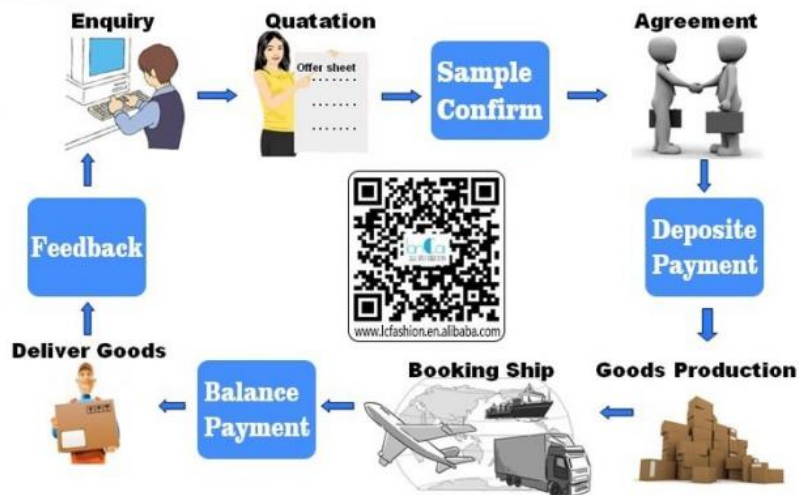 Enquiry
Quatation
Agreement
Offer sheet
Sample
Confirm
Feedback
Deposite
Payment
www.lcfashion.en.alibaba.com
Deliver Goods
Balance
Payment
Booking Ship
Goods Production